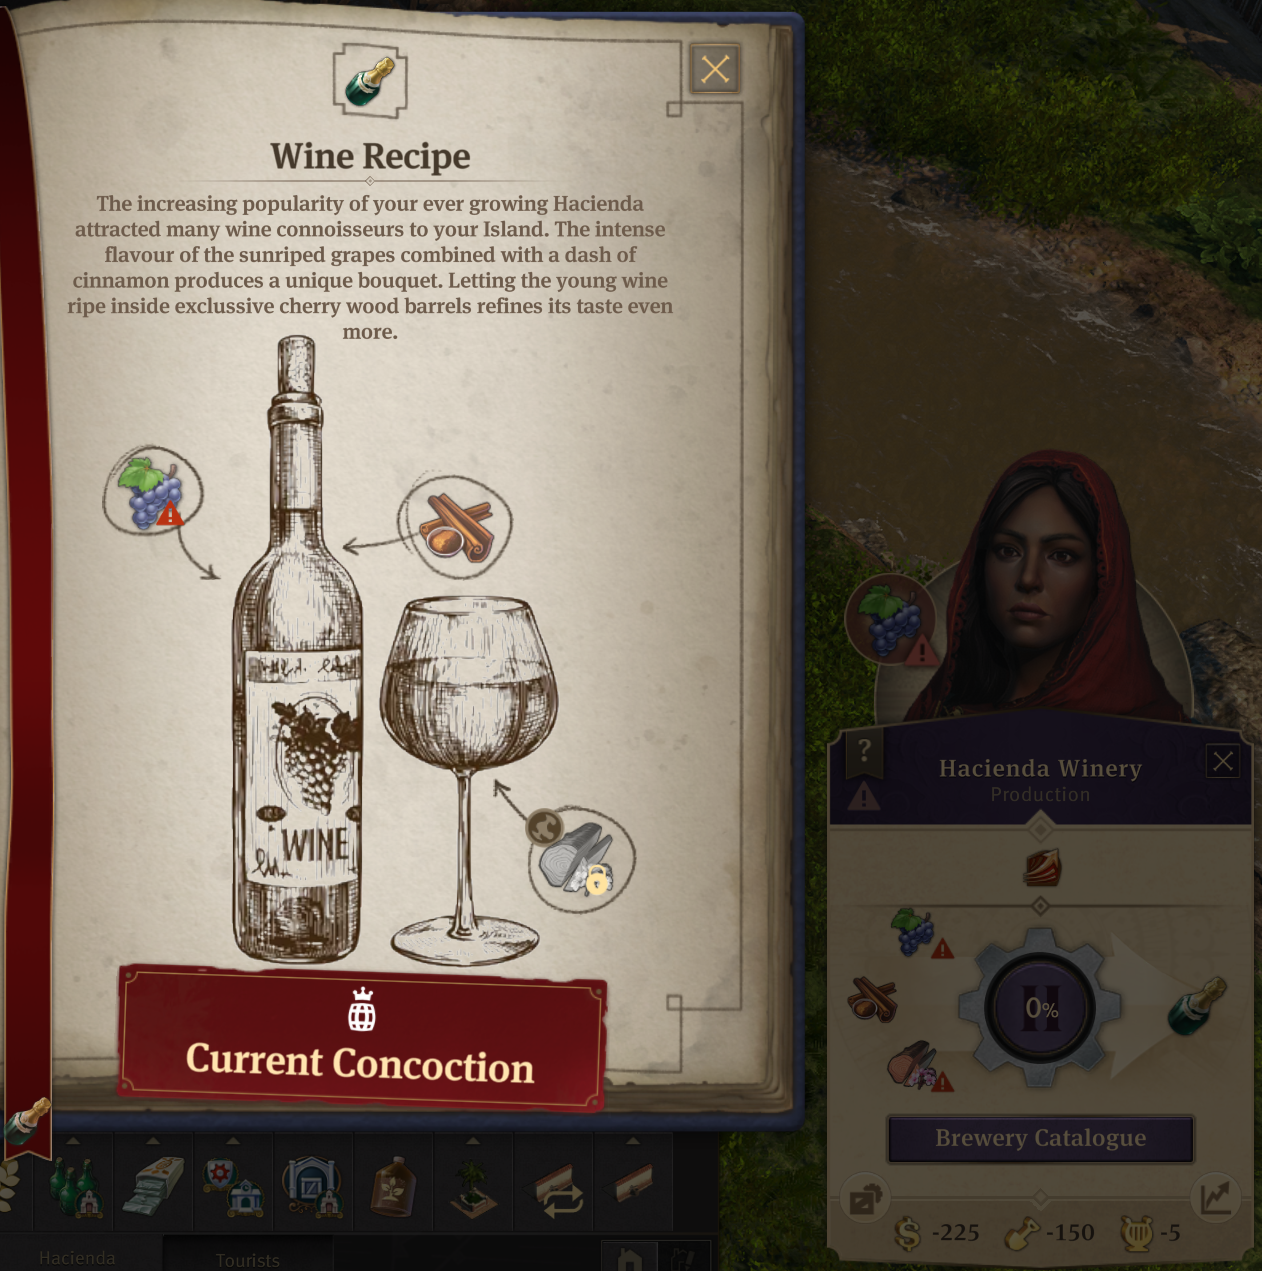 Wine Recipe
The increasing popularity of your ever growing Hacienda
attracted many wine connoisseurs to your Island. The intense
flavour of the sunriped grapes combined with a dash of
cinnamon produces a unique bouquet. Letting the young wine
ripe inside exclussive cherry wood barrels refines its taste even
more.
WINE
Current Concoction
?
Hacienda Winery
Production
0%
Brewery Catalogue
-225
-150
-5
Hacienda
Tourists